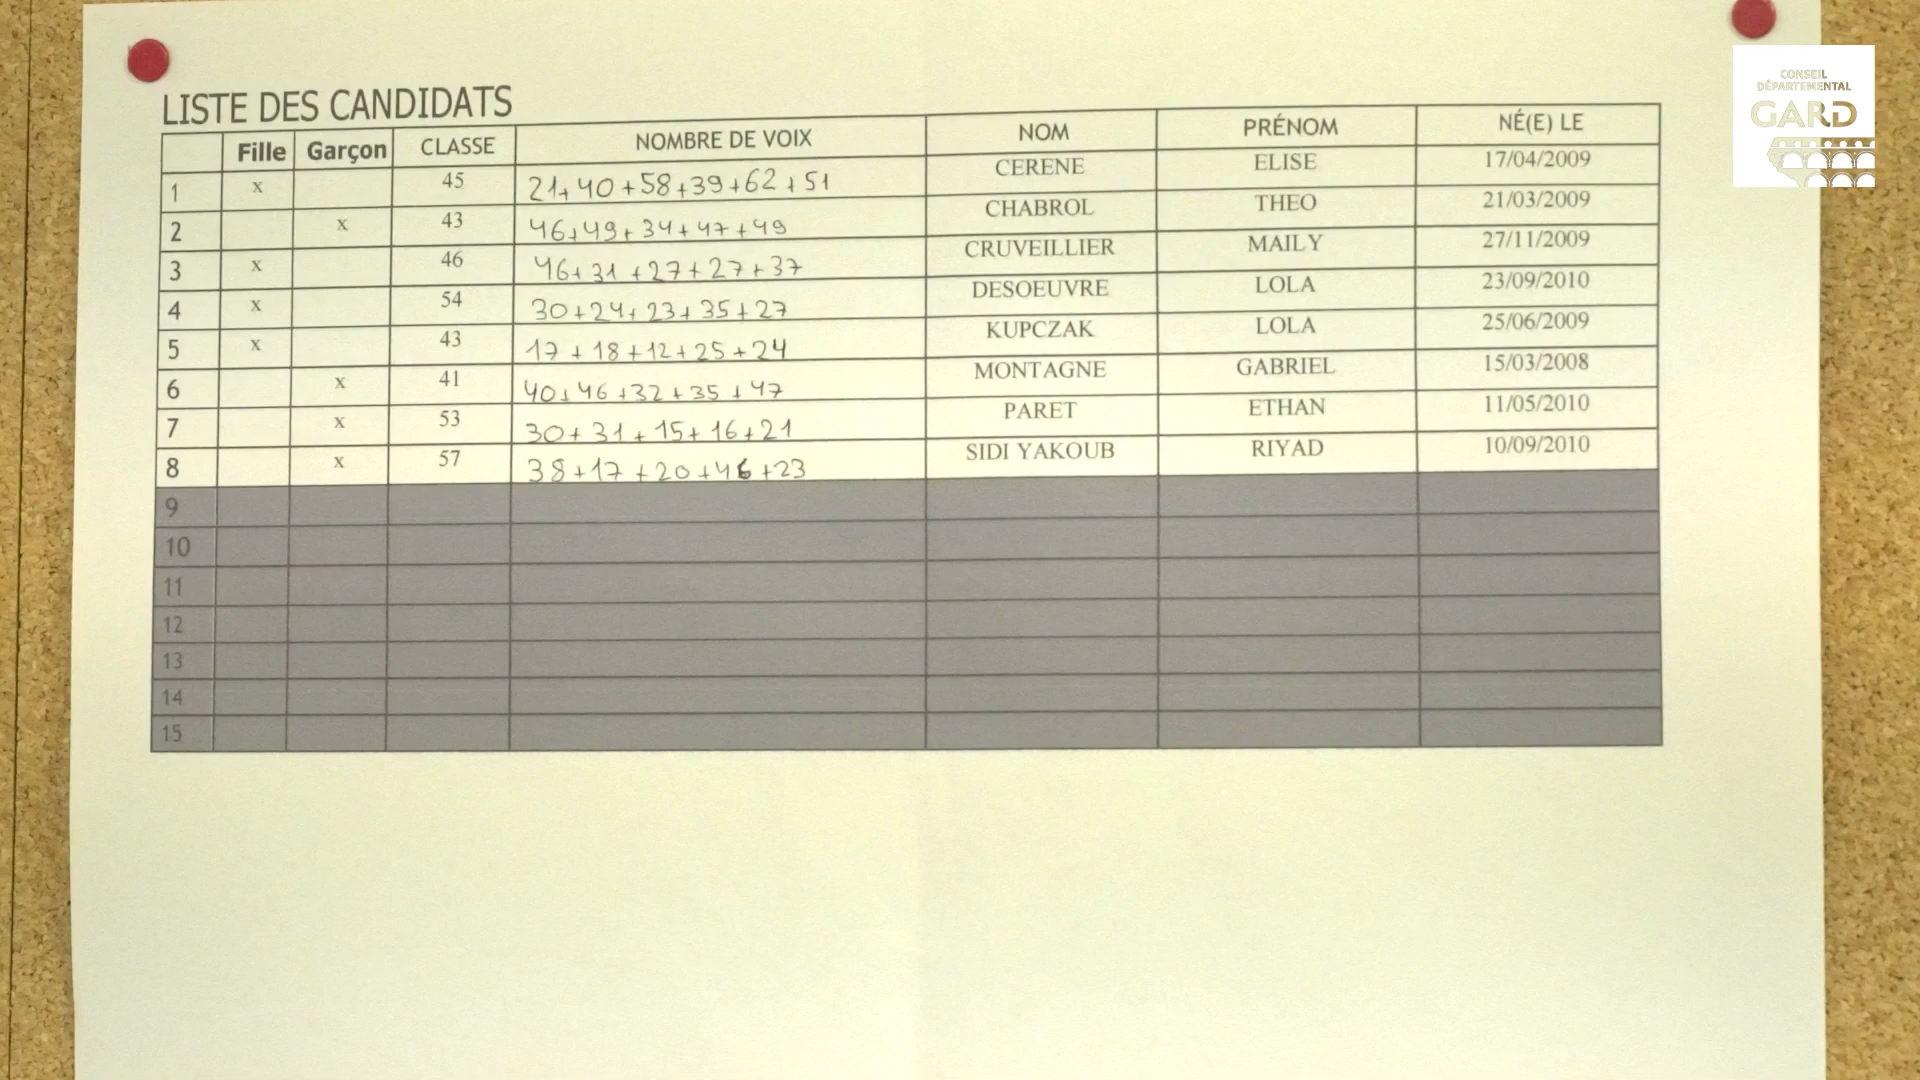 CONSEIL
DÉPARTEMENTAL
GARD
LISTE DES CANDIDATS
Fille Garçon CLASSE NOMBRE DE VOIX NOM PRÉNOM NÉ(E) LE
1 x 45 21+40+58+39+62+51 CERENE ELISE 17/04/2009
2 x 43 46+49+34+47+49 CHABROL THEO 21/03/2009
3 x 46 46+31+27+27+37 CRUVEILLIER MAILY 27/11/2009
4 x 54 30+24+23+35+27 DESOEUVRE LOLA 23/09/2010
5 x 43 17+18+12+25+24 KUPCZAK LOLA 25/06/2009
6 x 41 40+46+32+35+47 MONTAGNE GABRIEL 15/03/2008
7 x 53 30+31+15+16+21 PARET ETHAN 11/05/2010
8 x 57 38+17+20+46+23 SIDI YAKOUB RIYAD 10/09/2010
9
10
11
12
13
14
15